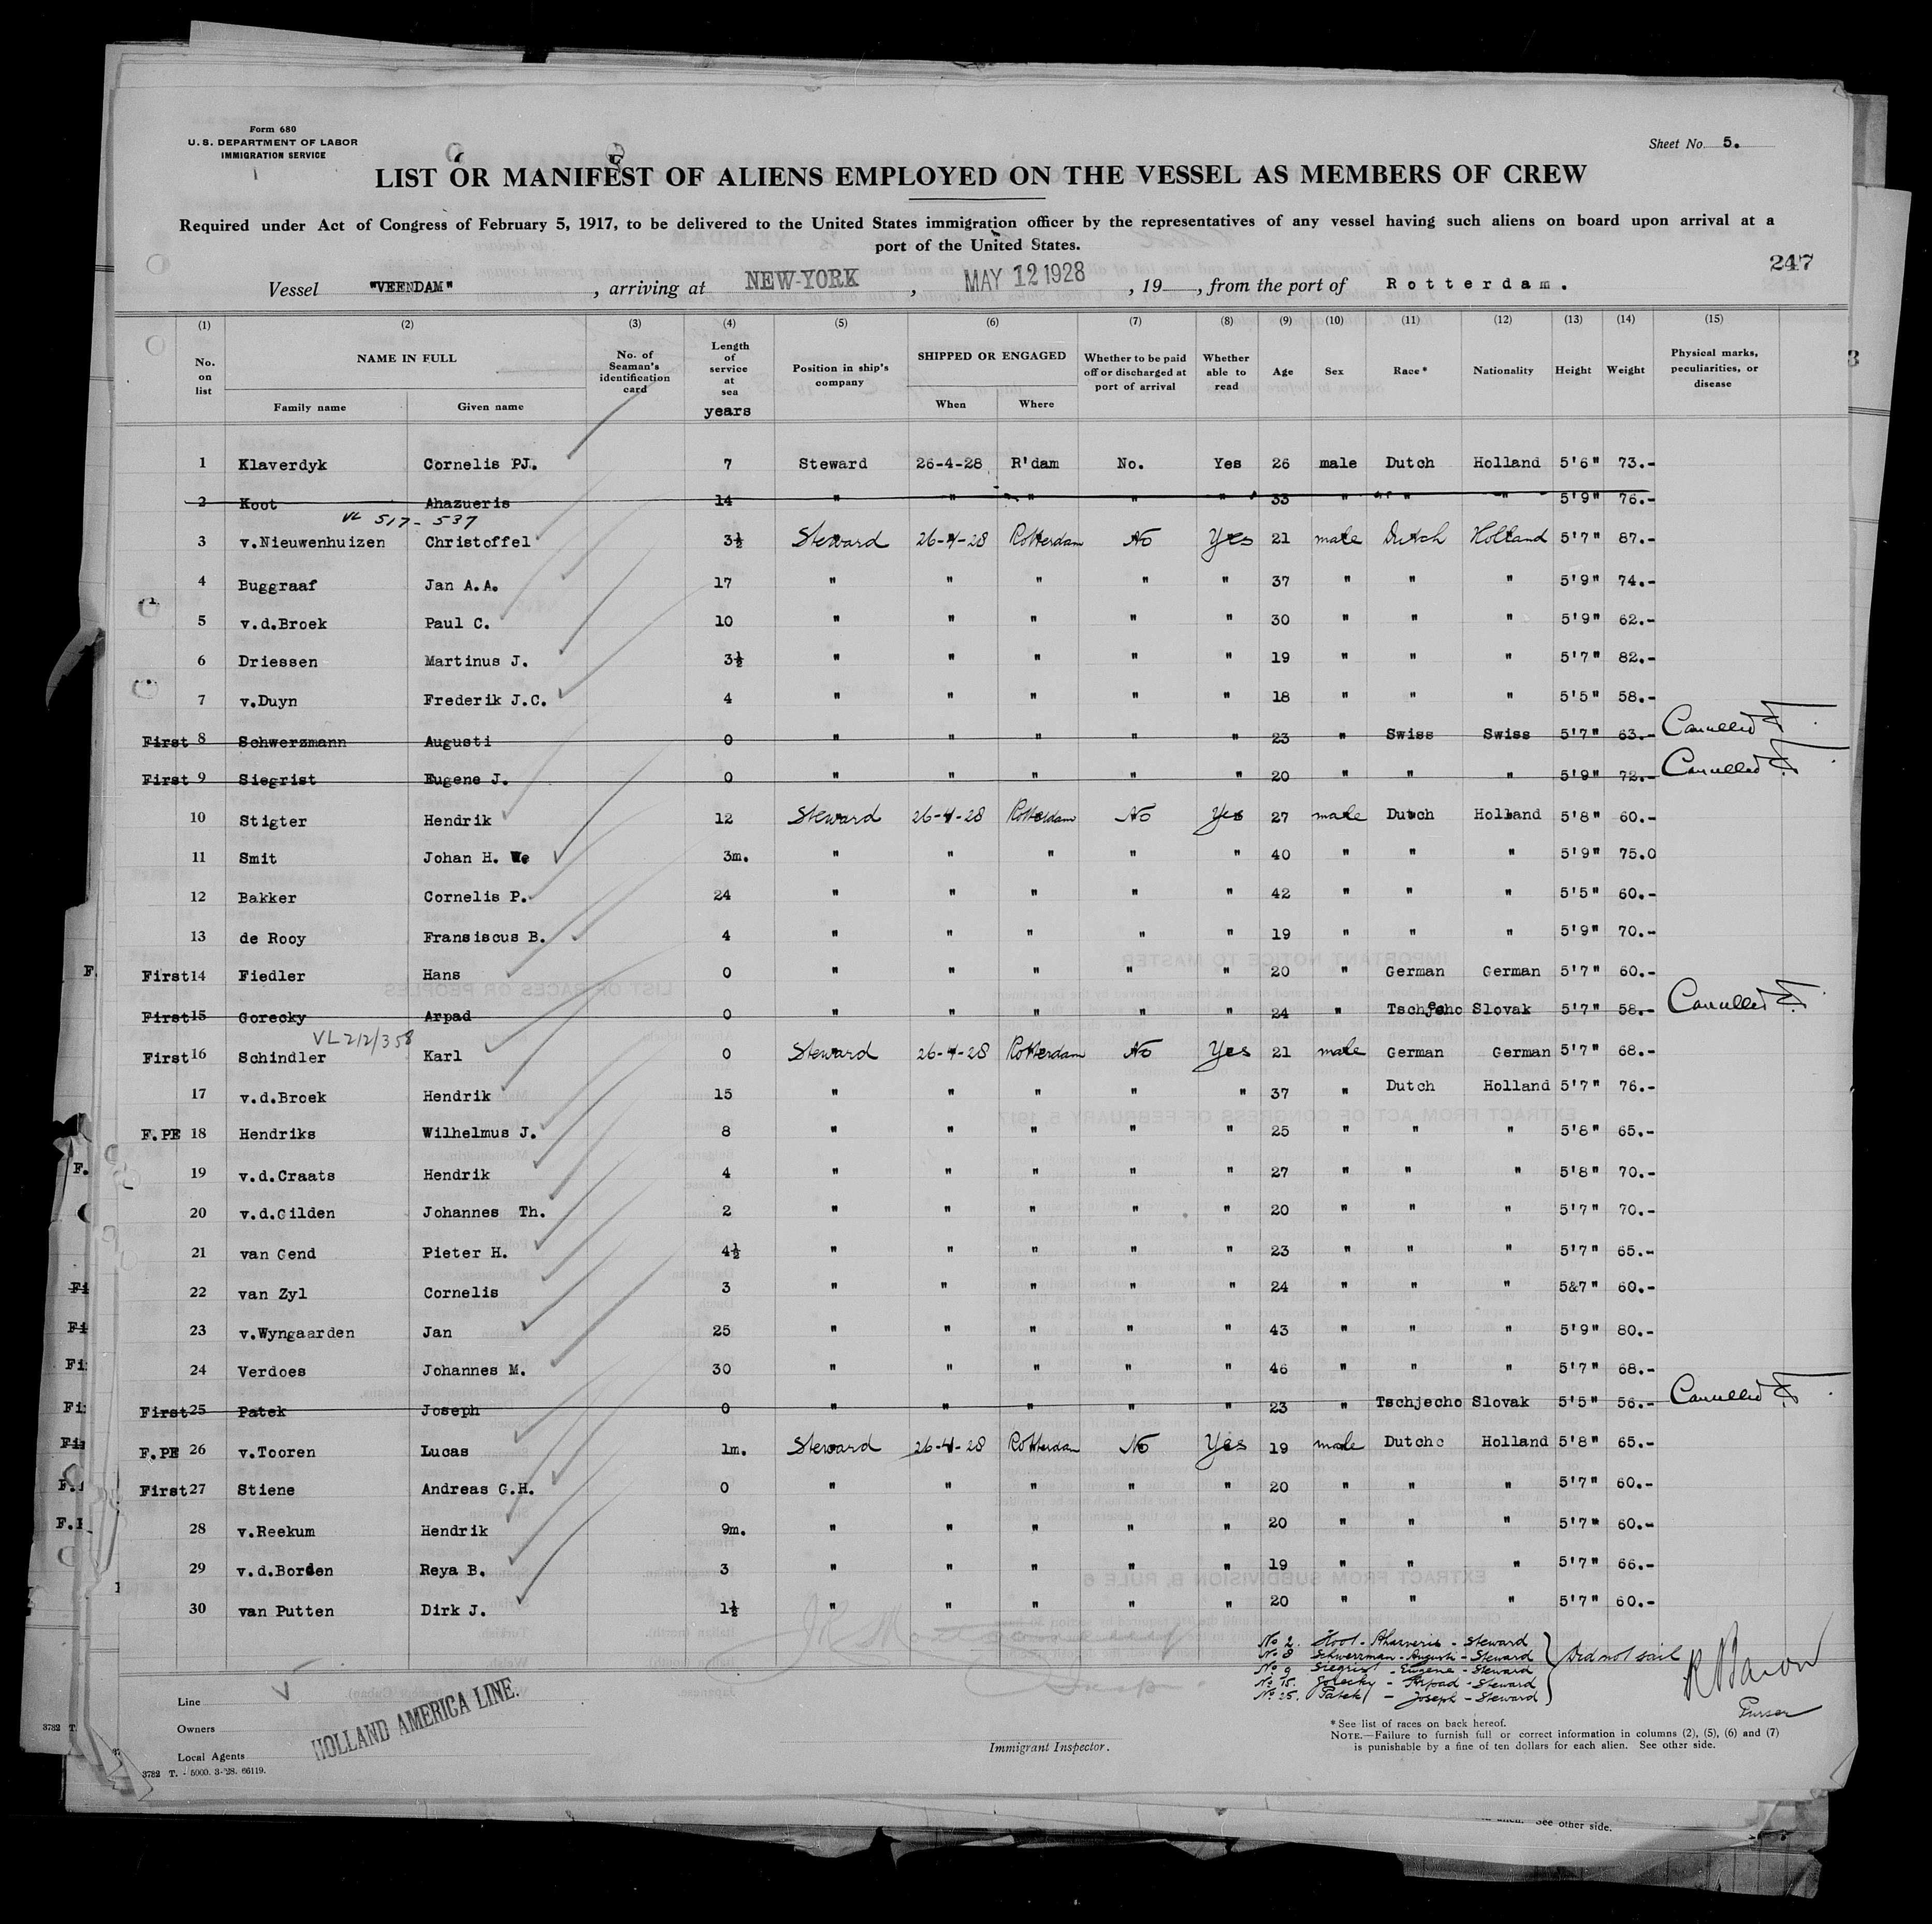 Form 680
U. S. DEPARTMENT OF LABOR
IMMIGRATION SERVICE
Sheet No. 5.
LIST OR MANIFEST OF ALIENS EMPLOYED ON THE VESSEL AS MEMBERS OF CREW
Required under Act of Congress of February 5, 1917, to be delivered to the United States immigration officer by the representatives of any vessel having such aliens on board upon arrival at a
port of the United States.
247
Vessel "VEENDAM", arriving at NEW-YORK, MAY 12 1928, 19__, from the port of Rotterdam.
(1) (2) (3) (4) (5) (6) (7) (8) (9) (10) (11) (12) (13) (14) (15)
No. on list NAME IN FULL Family name Given name No. of Seaman's identification card Length of service at sea years Position in ship's company SHIPPED OR ENGAGED When Where Whether to be paid off or discharged at port of arrival Whether able to read Age Sex Race* Nationality Height Weight Physical marks, peculiarities, or disease
1 Klaverdyk Cornelis PJ. 7 Steward 26-4-28 R'dam No. Yes 26 male Dutch Holland 5'6" 73.-
2 Koot Ahazueris 14 " " " " " 33 " " " 5'9" 76.-
VL 517 - 537
3 v.Nieuwenhuizen Christoffel 3½ Steward 26-4-28 Rotterdam No Yes 21 male Dutch Holland 5'7" 87.-
4 Buggraaf Jan A.A. 17 " " " " " 37 " " " 5'9" 74.-
5 v.d.Broek Paul C. 10 " " " " " 30 " " " 5'9" 62.-
6 Driessen Martinus J. 3½ " " " " " 19 " " " 5'7" 82.-
7 v.Duyn Frederik J.C. 4 " " " " " 18 " " " 5'5" 58.-
First 8 Schwerzmann Augusti 0 " " " " " 23 " Swiss Swiss 5'7" 63.- Cancelled
First 9 Siegrist Eugene J. 0 " " " " " 20 " " " 5'9" 72.- Cancelled
10 Stigter Hendrik 12 Steward 26-4-28 Rotterdam No Yes 27 male Dutch Holland 5'8" 60.-
11 Smit Johan H. We 3m. " " " " " 40 " " " 5'9" 75.0
12 Bakker Cornelis P. 24 " " " " " 42 " " " 5'5" 60.-
13 de Rooy Fransiscus B. 4 " " " " " 19 " " " 5'9" 70.-
First 14 Fiedler Hans 0 " " " " " 20 " German German 5'7" 60.-
First 15 Gorecky Arpad 0 " " " " " 24 " Tschjecho Slovak 5'7" 58.- Cancelled
VL 212/358
First 16 Schindler Karl 0 Steward 26-4-28 Rotterdam No Yes 21 male German German 5'7" 68.-
17 v.d.Broek Hendrik 15 " " " " " 37 " Dutch Holland 5'7" 76.-
F.PE 18 Hendriks Wilhelmus J. 8 " " " " " 25 " " " 5'8" 65.-
19 v.d.Craats Hendrik 4 " " " " " 27 " " " 5'8" 70.-
20 v.d.Gilden Johannes Th. 2 " " " " " 20 " " " 5'7" 70.-
21 van Gend Pieter H. 4½ " " " " " 23 " " " 5'7" 65.-
22 van Zyl Cornelis 3 " " " " " 24 " " " 5&7" 60.-
23 v.Wyngaarden Jan 25 " " " " " 43 " " " 5'9" 80.-
24 Verdoes Johannes M. 30 " " " " " 46 " " " 5'7" 68.-
First 25 Patek Joseph 0 " " " " " 23 " Tschjecho Slovak 5'5" 56.- Cancelled
F.PE 26 v.Tooren Lucas 1m. Steward 26-4-28 Rotterdam No Yes 19 male Dutchc Holland 5'8" 65.-
First 27 Stiene Andreas G.H. 0 " " " " " 20 " " " 5'7" 60.-
28 v.Reekum Hendrik 9m. " " " " " 20 " " " 5'7" 60.-
29 v.d.Borden Reya B. 3 " " " " " 19 " " " 5'7" 66.-
30 van Putten Dirk J. 1½ " " " " " 20 " " " 5'7" 60.-
No 2. Koot - Ahazueris - Steward
No 8 Schwerzman - Augusti - Steward
No 9 Siegrist - Eugene - Steward
No 15. Gorecky - Arpad - Steward
No 25. Patek - Joseph - Steward
Did not sail
Purser
Line
Owners
Local Agents
HOLLAND AMERICA LINE.
Immigrant Inspector.
* See list of races on back hereof.
NOTE.—Failure to furnish full or correct information in columns (2), (5), (6) and (7)
is punishable by a fine of ten dollars for each alien. See other side.
3782 T. - 5000. 3-'28. 66119.
See other side.